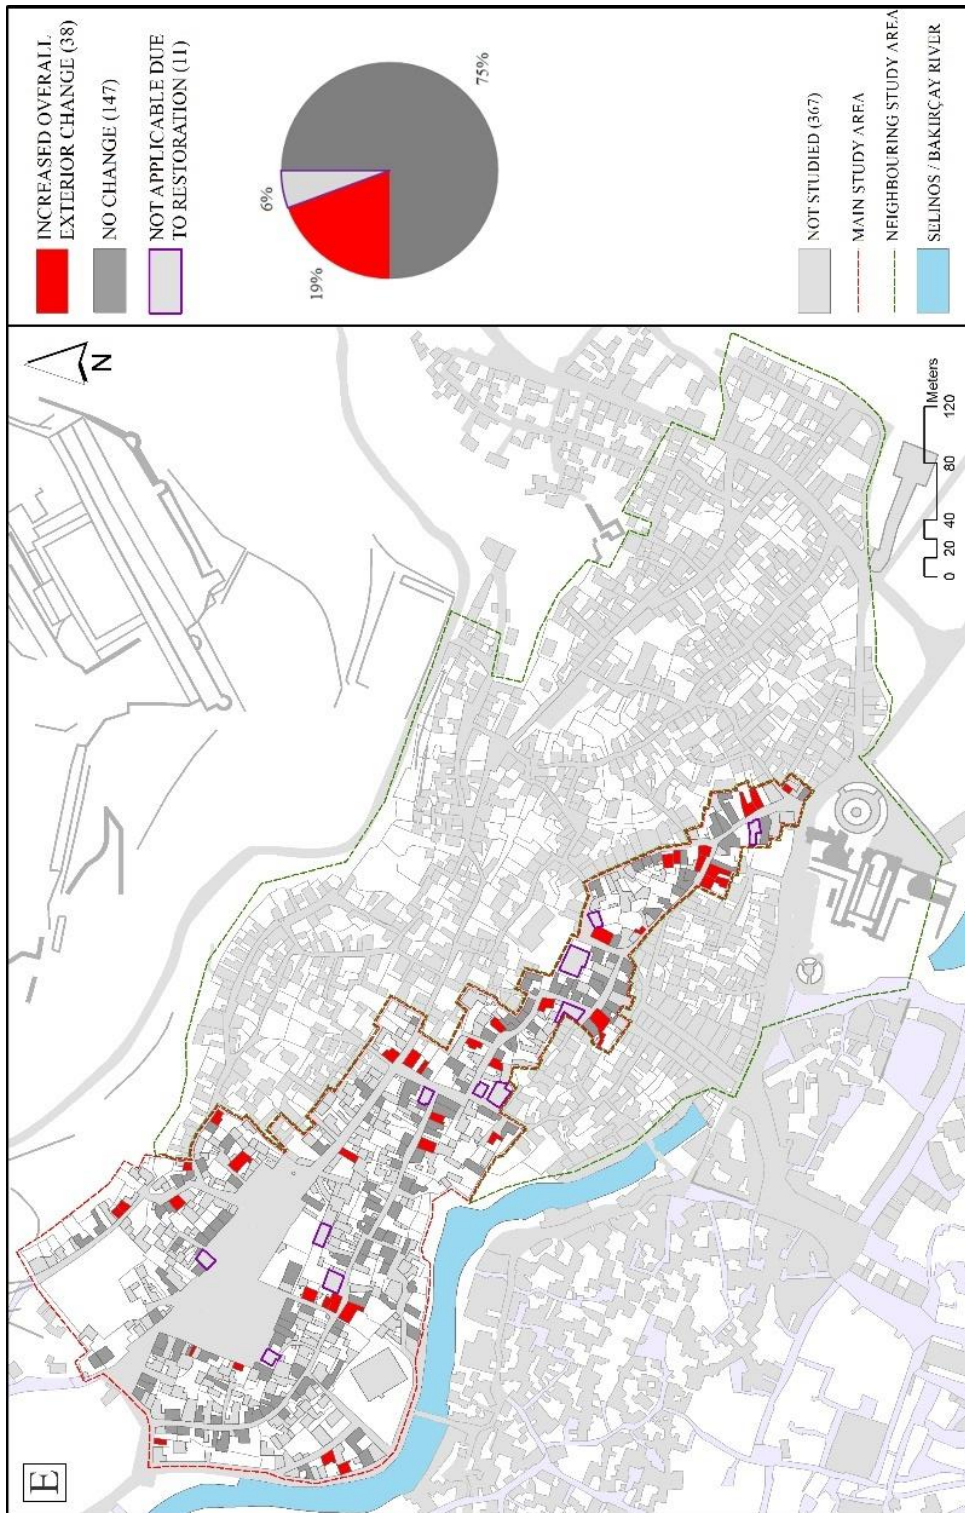 INCREASED OVERALL
EXTERIOR CHANGE (38)
NO CHANGE (147)
NOT APPLICABLE DUE
TO RESTORATION (11)
6%
19%
75%
NOT STUDIED (367)
MAIN STUDY AREA
NEIGHBOURING STUDY AREA
SELINOS / BAKIRÇAY RIVER
N
E
Meters
0 20 40 80 120